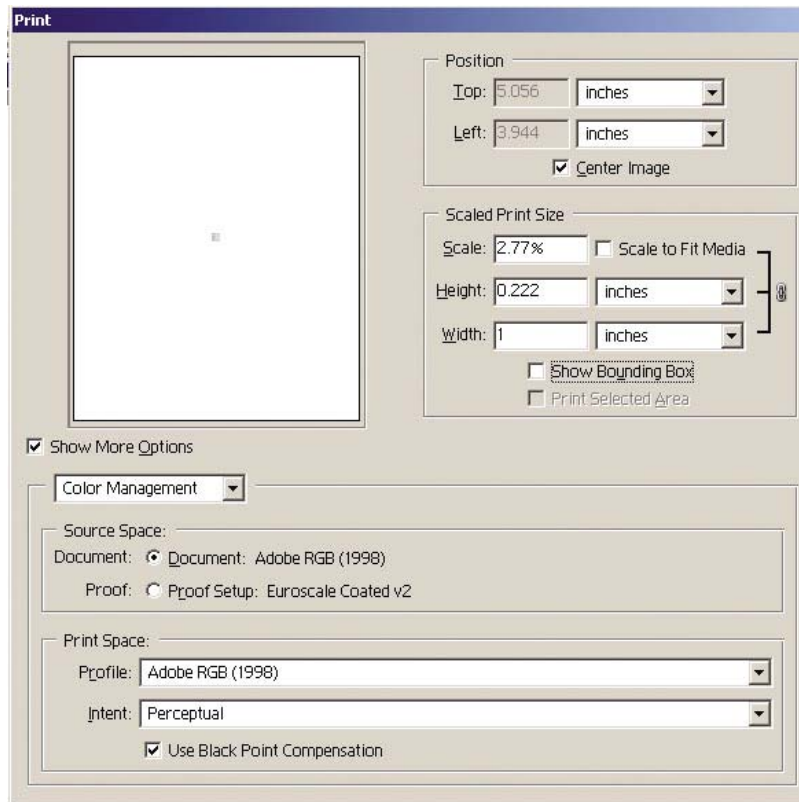 Print
Position
Top: 5.056 inches
Left: 3.944 inches
Center Image
Scaled Print Size
Scale: 2.77% Scale to Fit Media
Height: 0.222 inches
Width: 1 inches
Show Bounding Box
Print Selected Area
Show More Options
Color Management
Source Space:
Document: Document: Adobe RGB (1998)
Proof: Proof Setup: Euroscale Coated v2
Print Space:
Profile: Adobe RGB (1998)
Intent: Perceptual
Use Black Point Compensation